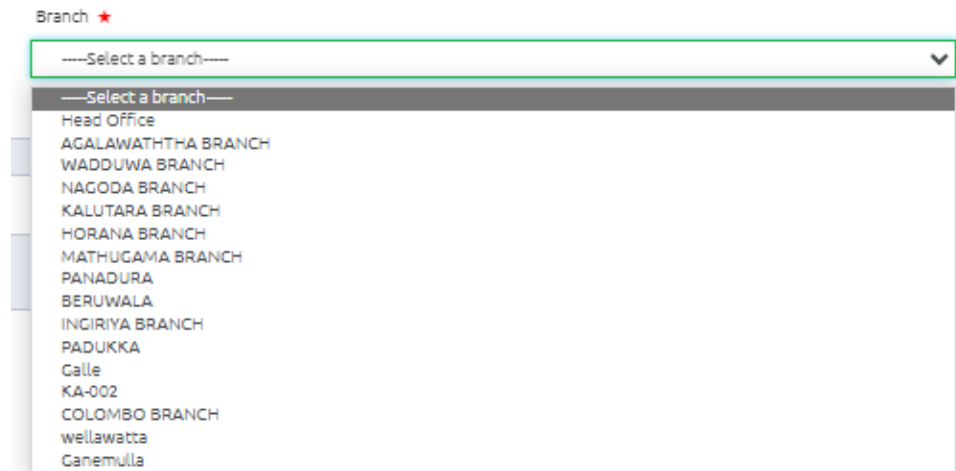 Branch ★
-----Select a branch-----
-----Select a branch-----
Head Office
AGALAWATHTHA BRANCH
WADDUWA BRANCH
NAGODA BRANCH
KALUTARA BRANCH
HORANA BRANCH
MATHUGAMA BRANCH
PANADURA
BERUWALA
INGIRIYA BRANCH
PADUKKA
Galle
KA-002
COLOMBO BRANCH
wellawatta
Ganemulla